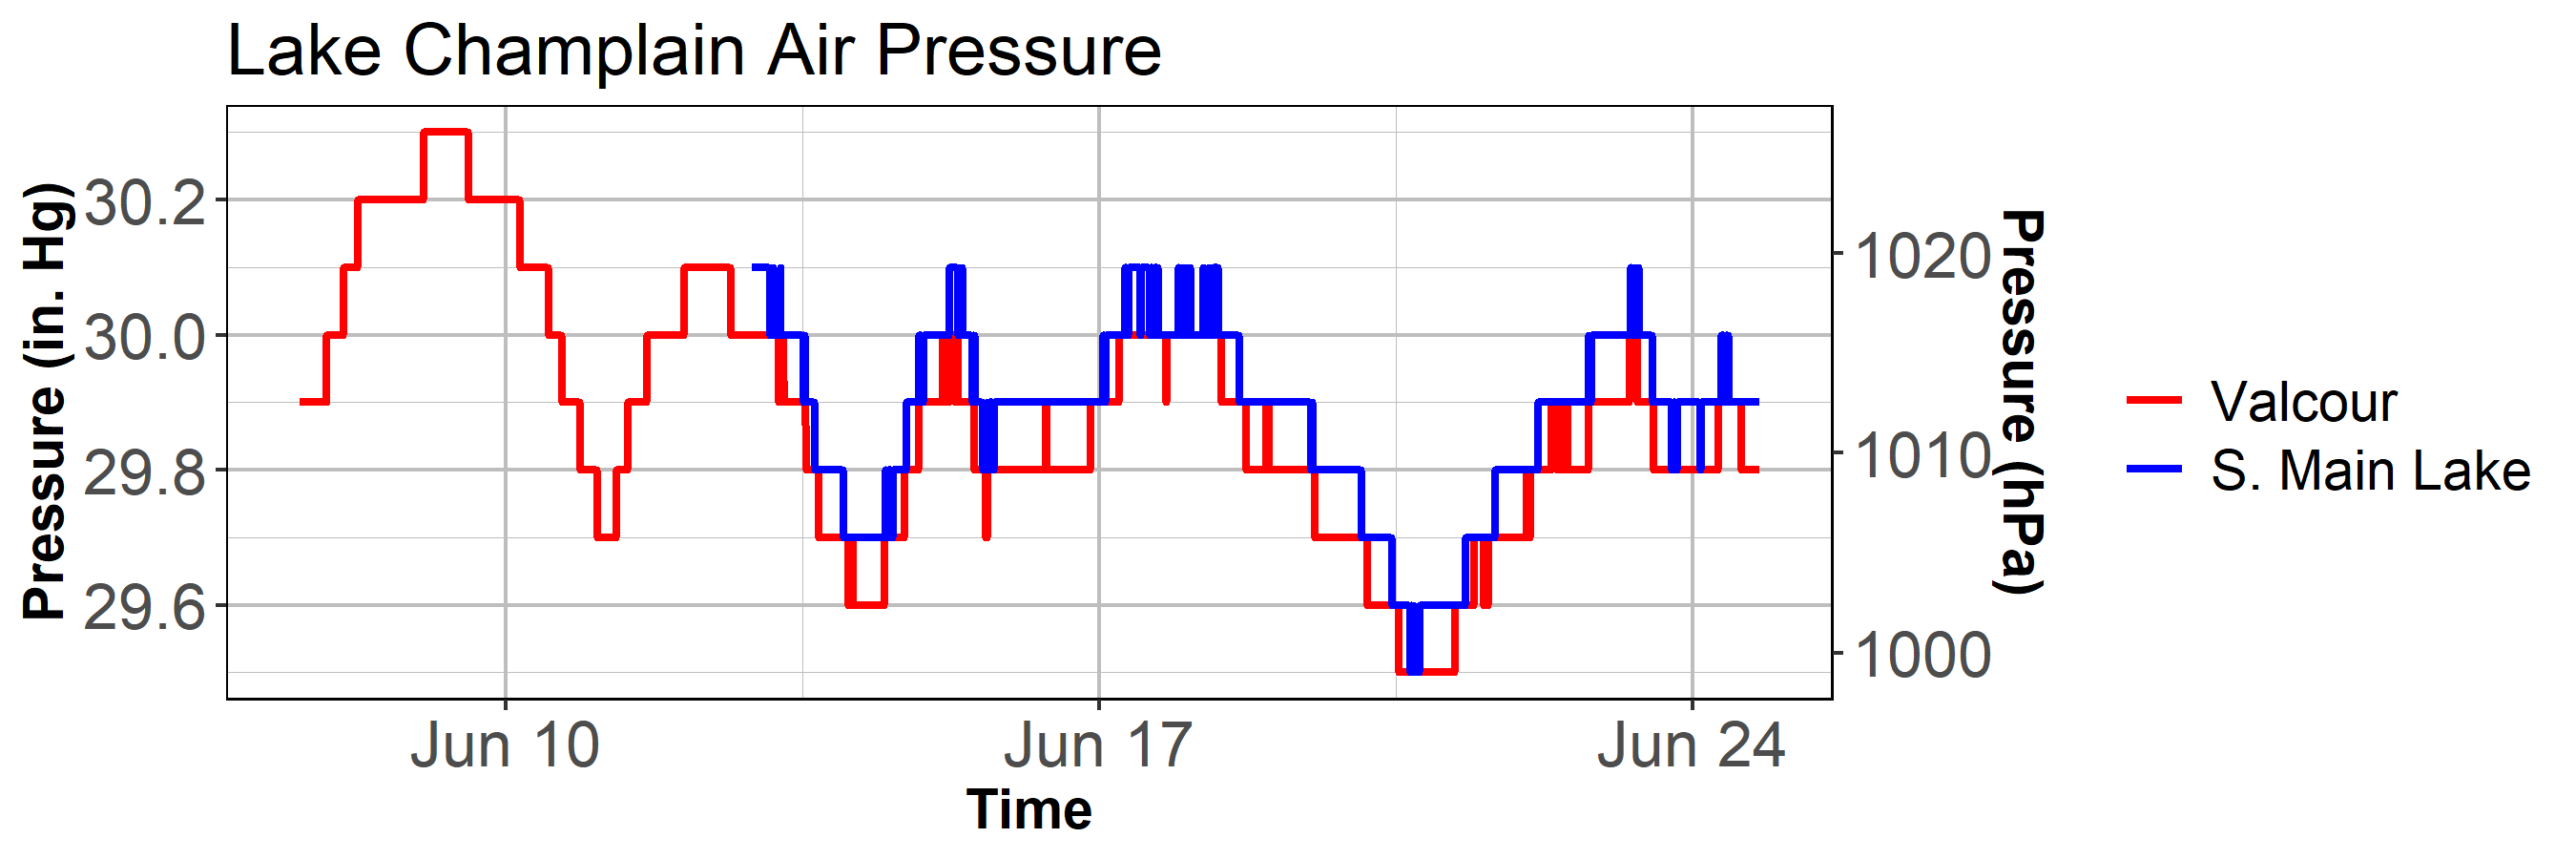 Lake Champlain Air Pressure
Pressure (in. Hg)
30.2
30.0
29.8
29.6
1020
1010
1000
Pressure (hPa)
Jun 10
Jun 17
Jun 24
Time
Valcour
S. Main Lake